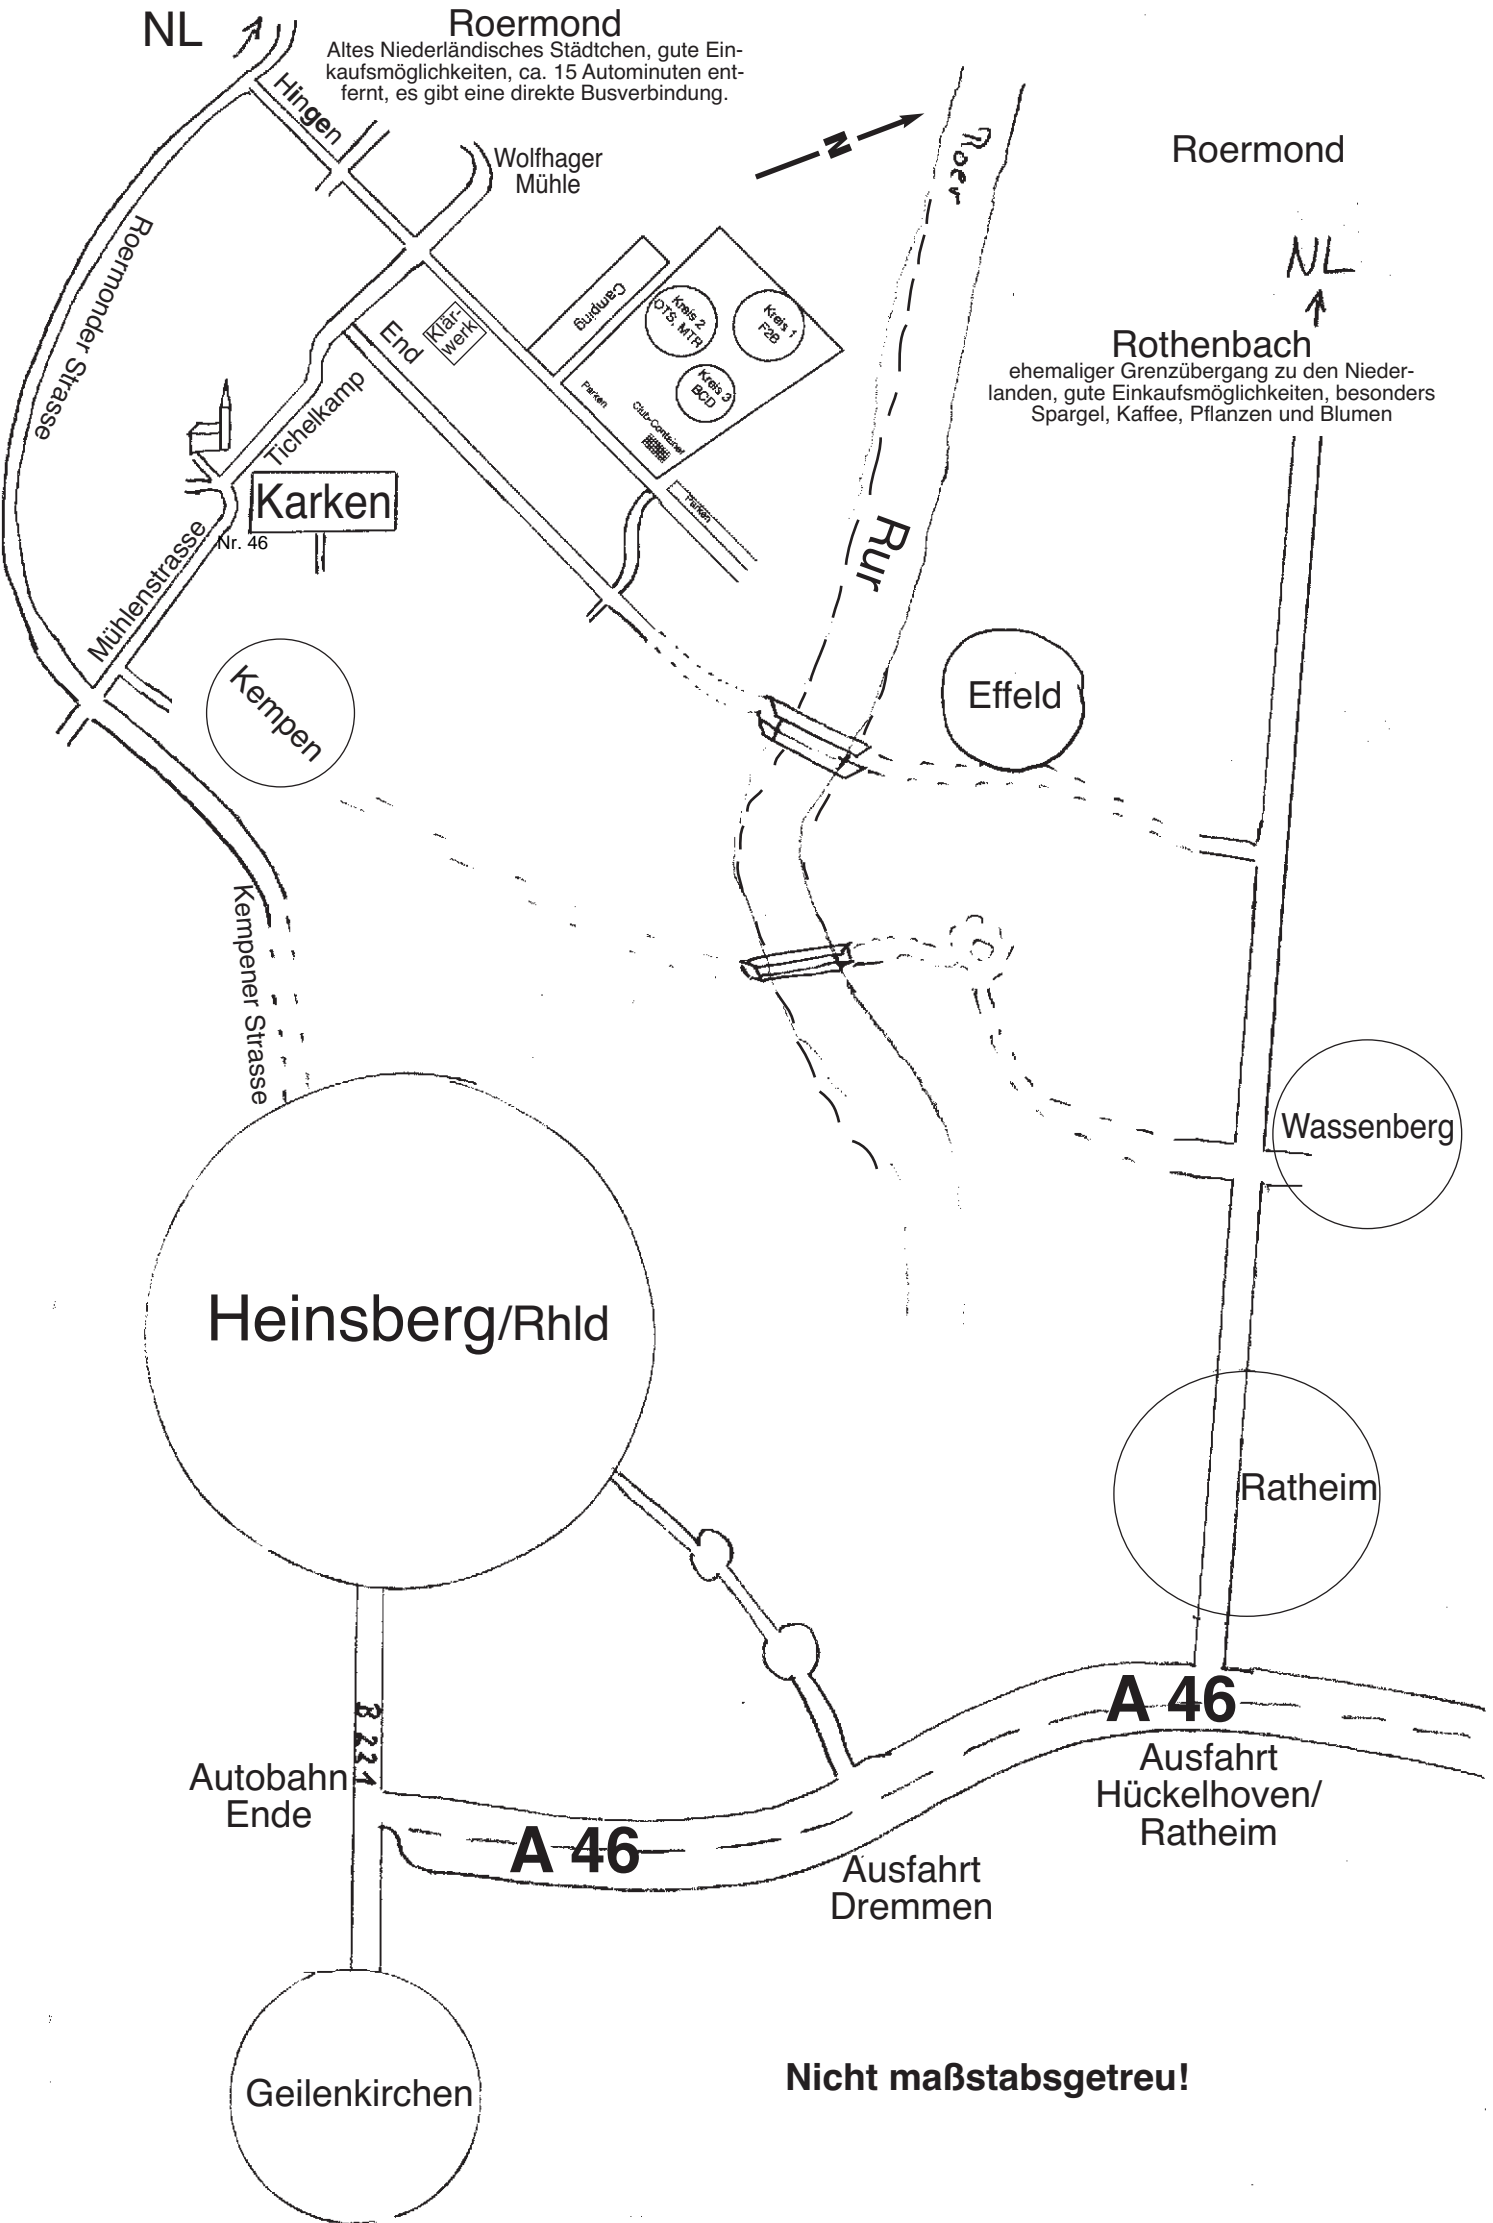 NL
Roermond
Altes Niederländisches Städtchen, gute Ein-
kaufsmöglichkeiten, ca. 15 Autominuten ent-
fernt, es gibt eine direkte Busverbindung.
Hingen
Wolfhager
Mühle
N
Roer
Roermond
NL
Rothenbach
ehemaliger Grenzübergang zu den Nieder-
landen, gute Einkaufsmöglichkeiten, besonders
Spargel, Kaffee, Pflanzen und Blumen
Roermonder Strasse
End
Klär-
werk
Camping
Kreis 2
OTS, MTR
Kreis 1
F2B
Kreis 3
BCD
Parken
Club-Container
Parken
Tichelkamp
Karken
Nr. 46
Mühlenstrasse
Rur
Kempen
Effeld
Kempener Strasse
Wassenberg
Heinsberg/Rhld
Ratheim
B 221
A 46
Ausfahrt
Hückelhoven/
Ratheim
Autobahn
Ende
A 46
Ausfahrt
Dremmen
Geilenkirchen
Nicht maßstabsgetreu!